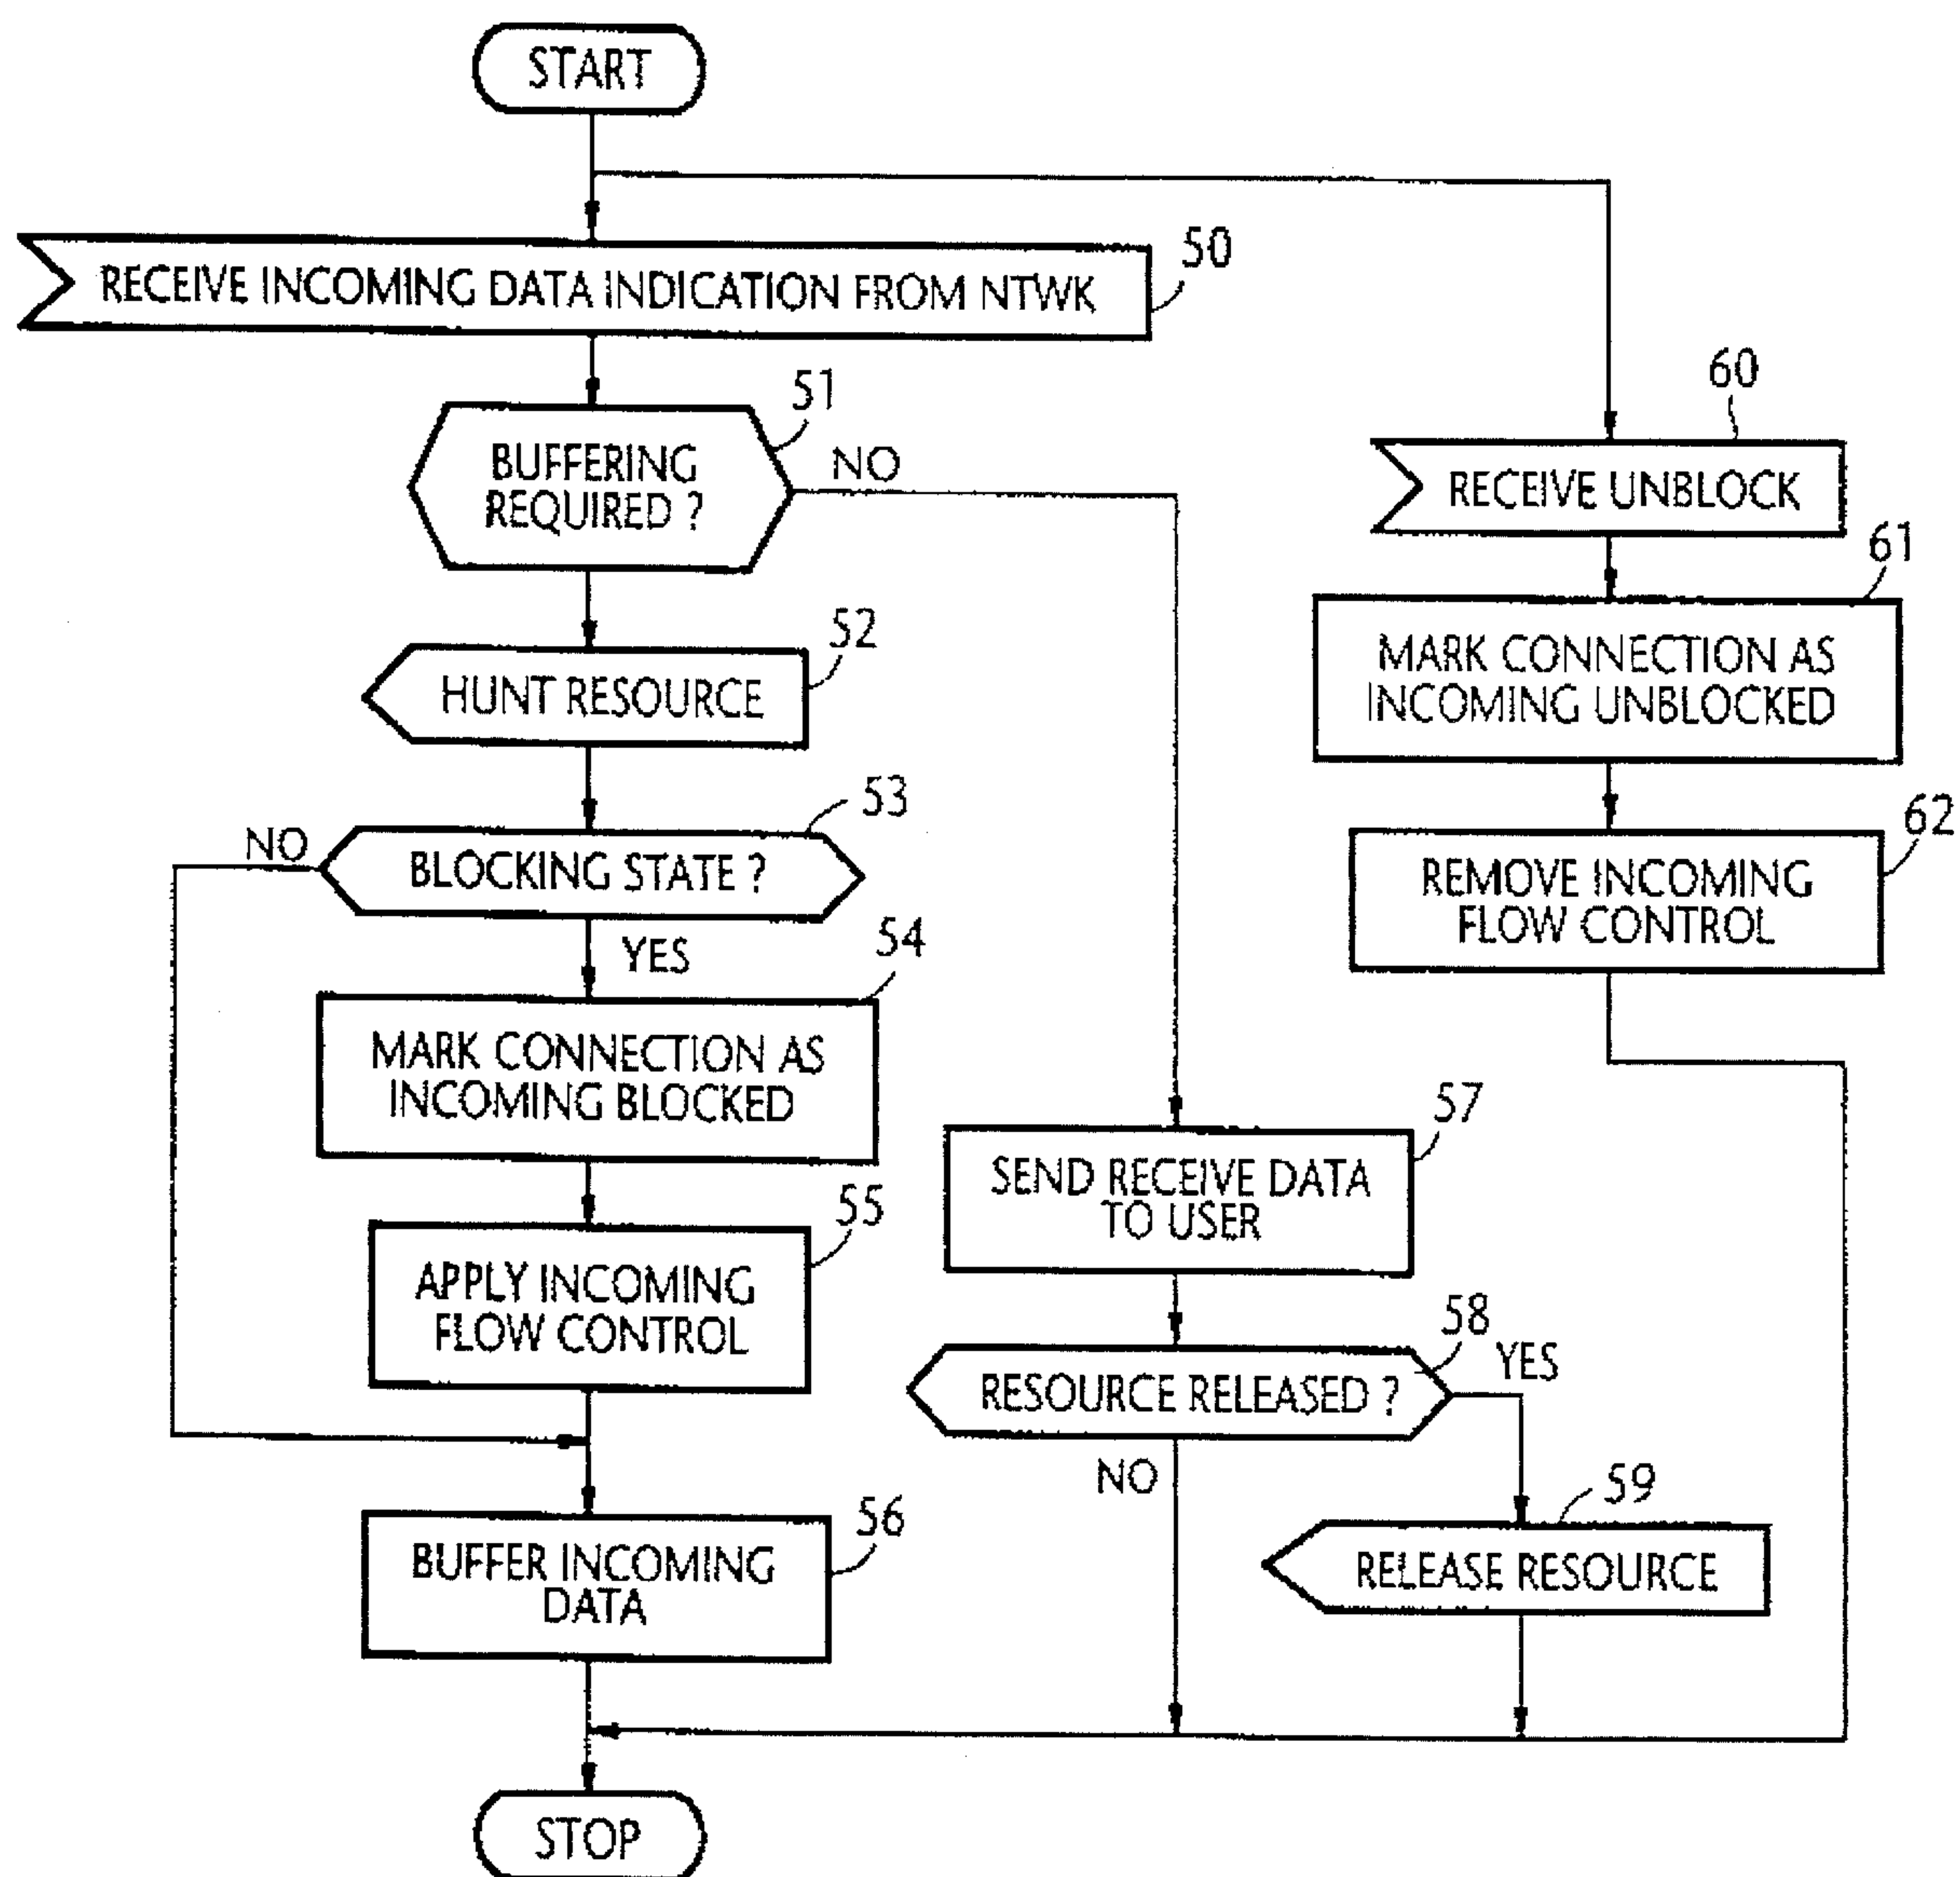 START
RECEIVE INCOMING DATA INDICATION FROM NTWK
50
BUFFERING
REQUIRED ?
51
NO
HUNT RESOURCE
52
BLOCKING STATE ?
53
NO
YES
MARK CONNECTION AS
INCOMING BLOCKED
54
APPLY INCOMING
FLOW CONTROL
55
BUFFER INCOMING
DATA
56
SEND RECEIVE DATA
TO USER
57
RESOURCE RELEASED ?
58
YES
NO
RELEASE RESOURCE
59
RECEIVE UNBLOCK
60
MARK CONNECTION AS
INCOMING UNBLOCKED
61
REMOVE INCOMING
FLOW CONTROL
62
STOP